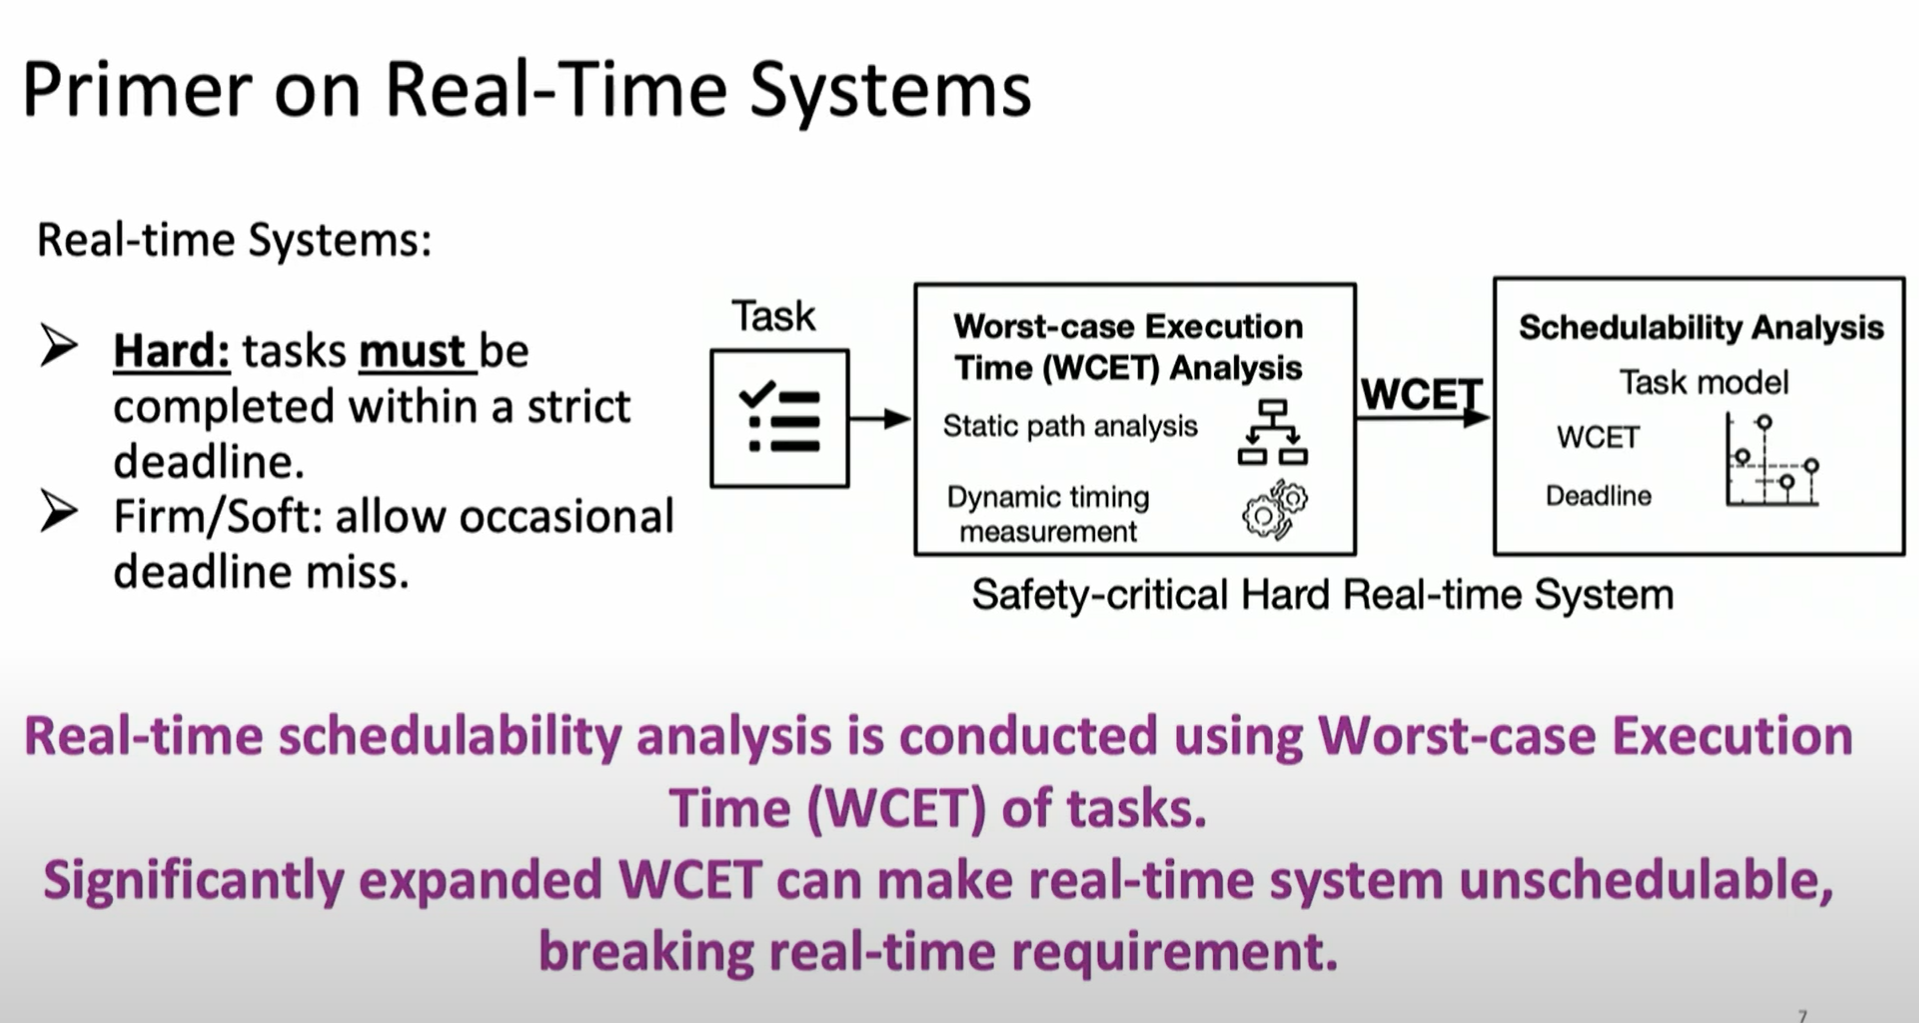 Primer on Real-Time Systems
Real-time Systems:
Hard: tasks must be
completed within a strict
deadline.
Firm/Soft: allow occasional
deadline miss.
Task
Worst-case Execution
Time (WCET) Analysis
Static path analysis
Dynamic timing
measurement
WCET
Schedulability Analysis
Task model
WCET
Deadline
Safety-critical Hard Real-time System
Real-time schedulability analysis is conducted using Worst-case Execution
Time (WCET) of tasks.
Significantly expanded WCET can make real-time system unschedulable,
breaking real-time requirement.
7